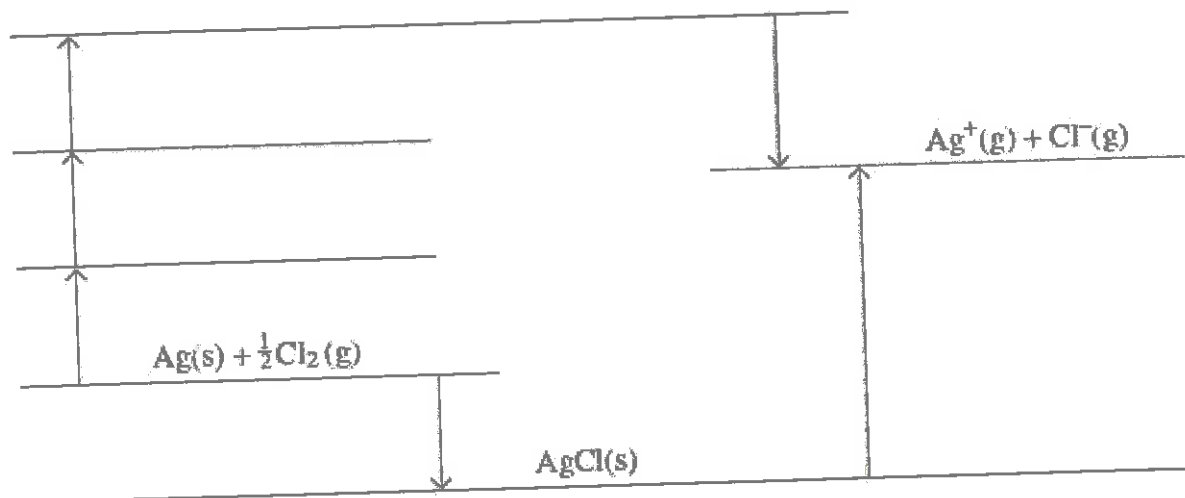 Ag⁺(g) + Cl⁻(g)
Ag(s) + ½Cl₂(g)
AgCl(s)